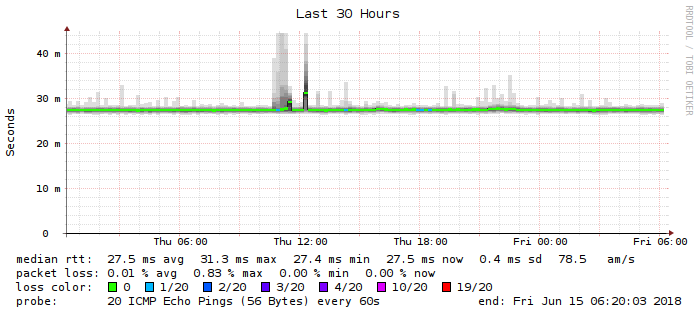 Last 30 Hours
RRDTOOL / TOBI OETIKER
Seconds
40 m
30 m
20 m
10 m
0
Thu 06:00 Thu 12:00 Thu 18:00 Fri 00:00 Fri 06:00
median rtt: 27.5 ms avg 31.3 ms max 27.4 ms min 27.5 ms now 0.4 ms sd 78.5 am/s
packet loss: 0.01 % avg 0.83 % max 0.00 % min 0.00 % now
loss color: 0 1/20 2/20 3/20 4/20 10/20 19/20
probe: 20 ICMP Echo Pings (56 Bytes) every 60s end: Fri Jun 15 06:20:03 2018